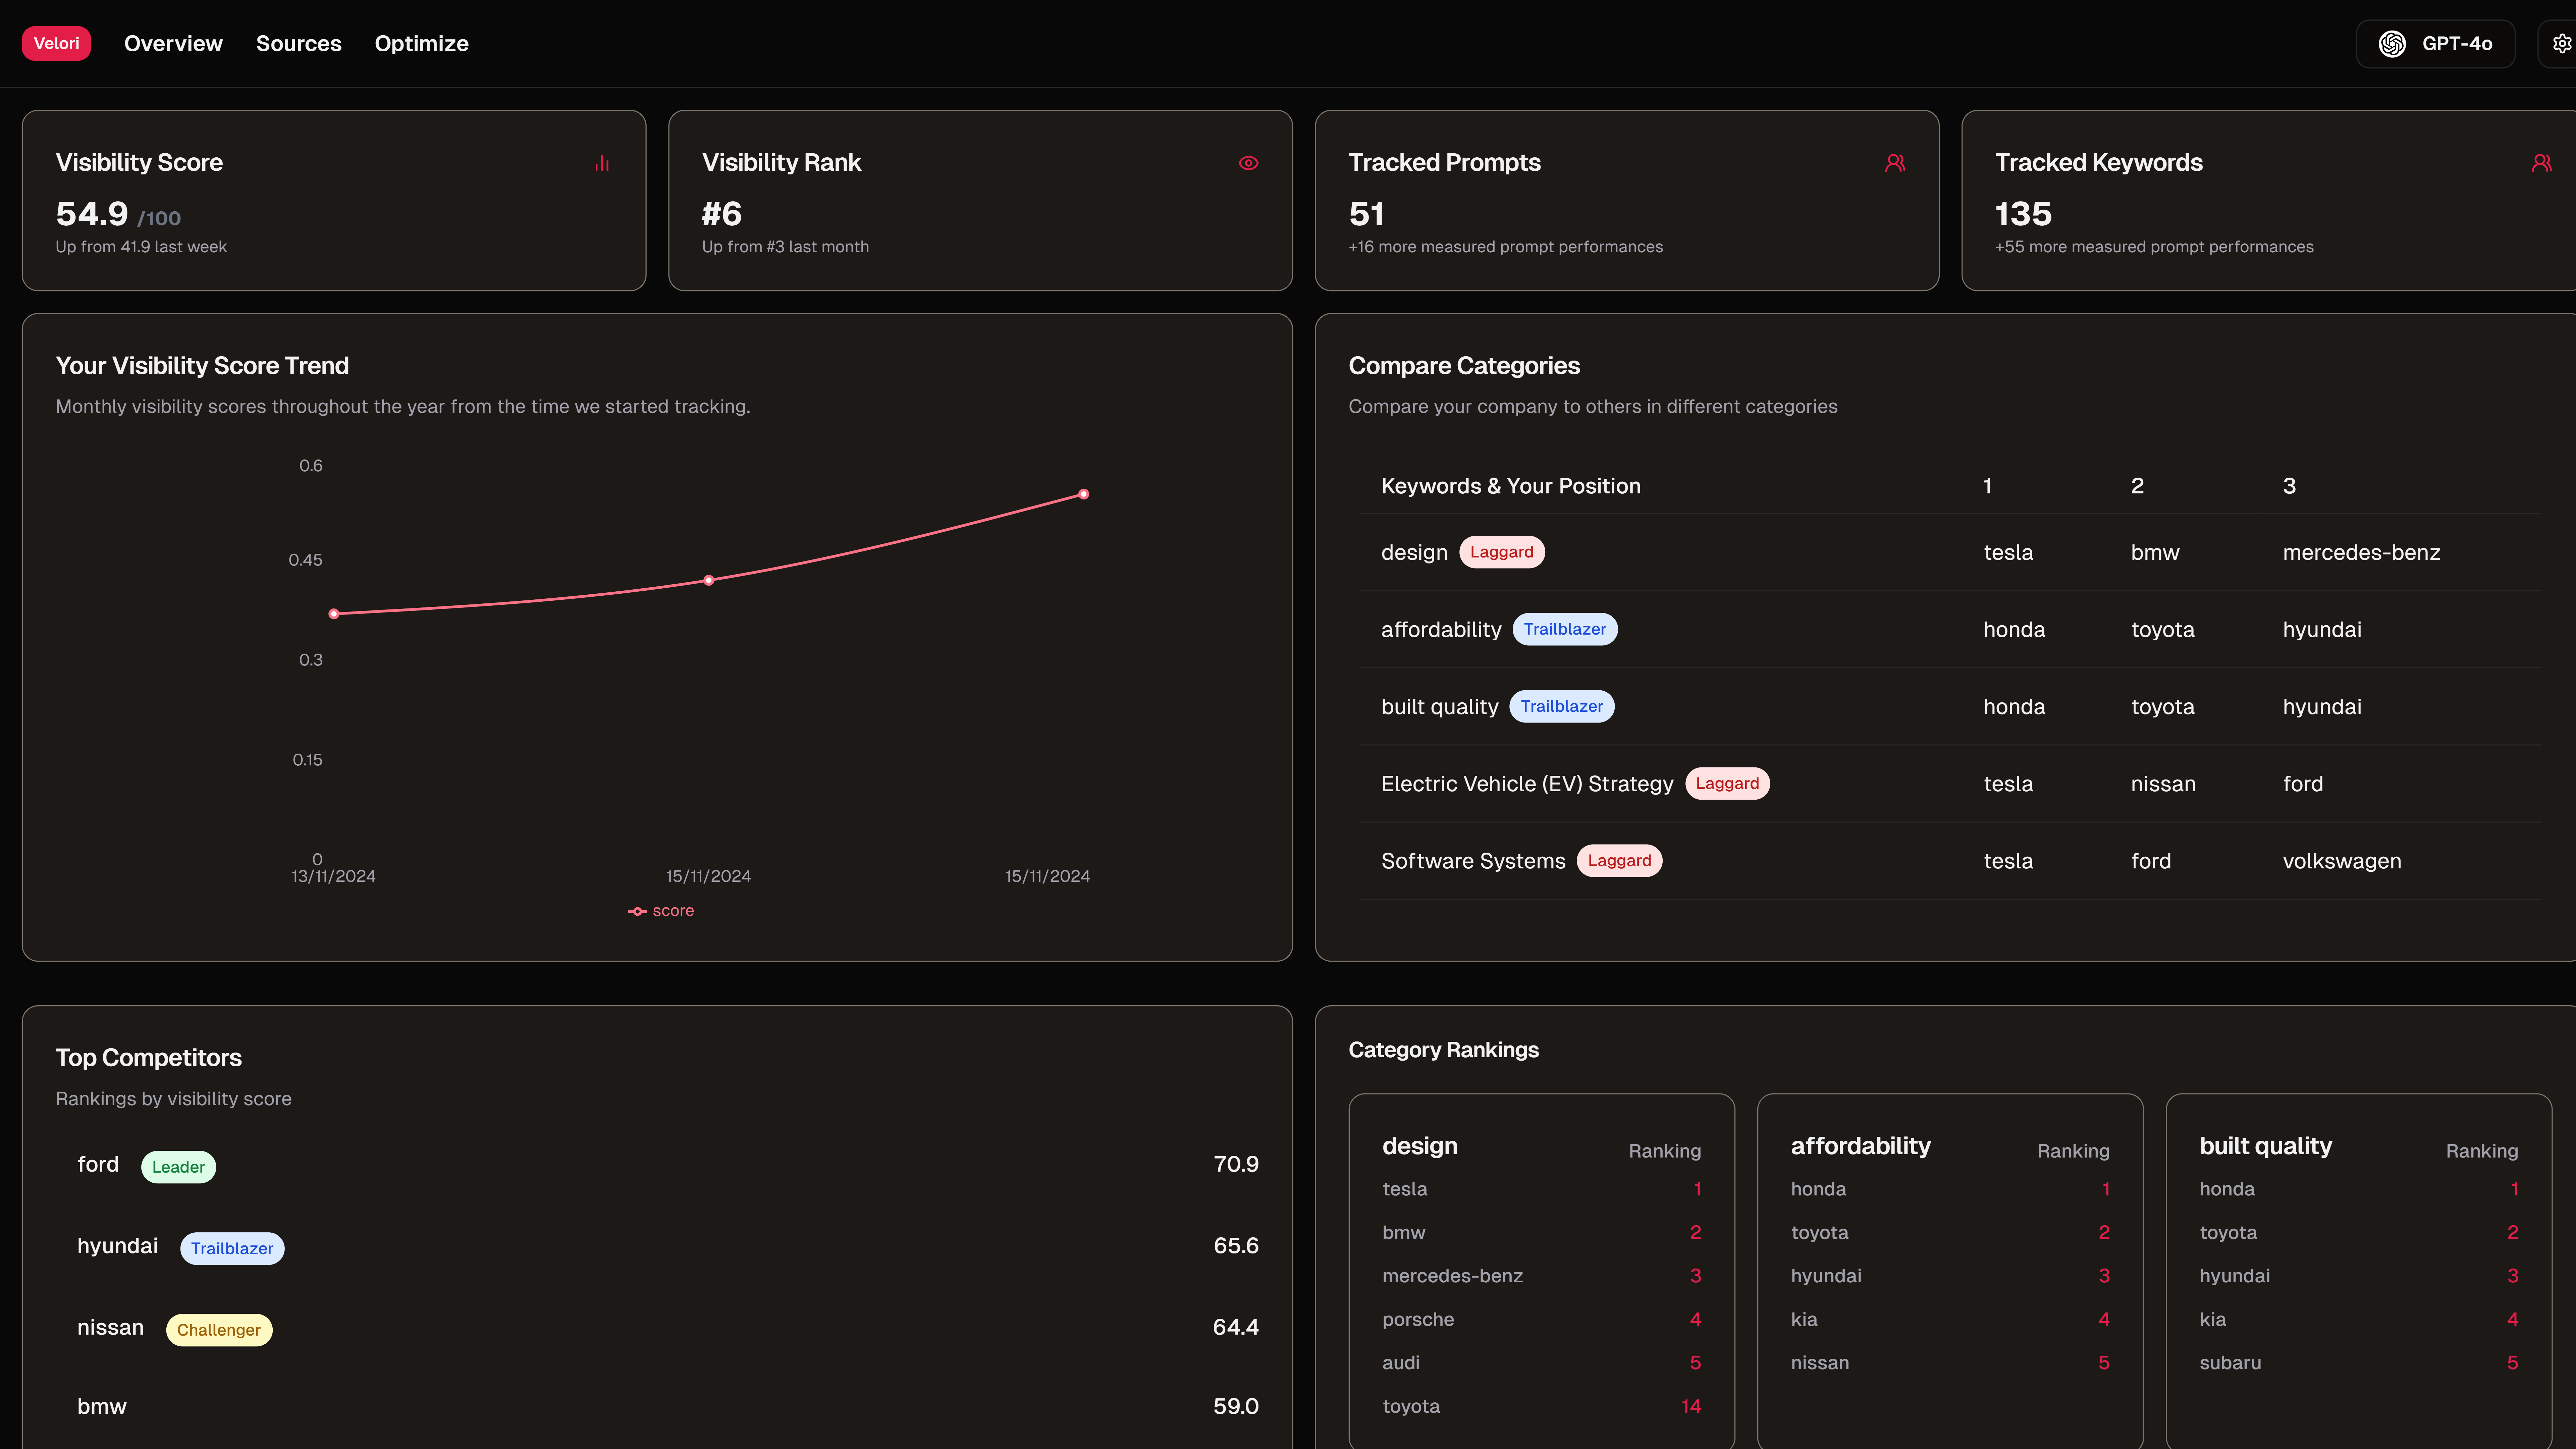 Velori Overview Sources Optimize GPT-4o
Visibility Score
54.9 /100
Up from 41.9 last week
Visibility Rank
#6
Up from #3 last month
Tracked Prompts
51
+16 more measured prompt performances
Tracked Keywords
135
+55 more measured prompt performances
Your Visibility Score Trend
Monthly visibility scores throughout the year from the time we started tracking.
0.6
0.45
0.3
0.15
0
13/11/2024 15/11/2024 15/11/2024
score
Compare Categories
Compare your company to others in different categories
Keywords & Your Position 1 2 3
design Laggard tesla bmw mercedes-benz
affordability Trailblazer honda toyota hyundai
built quality Trailblazer honda toyota hyundai
Electric Vehicle (EV) Strategy Laggard tesla nissan ford
Software Systems Laggard tesla ford volkswagen
Top Competitors
Rankings by visibility score
ford Leader 70.9
hyundai Trailblazer 65.6
nissan Challenger 64.4
bmw 59.0
Category Rankings
design Ranking
tesla 1
bmw 2
mercedes-benz 3
porsche 4
audi 5
toyota 14
affordability Ranking
honda 1
toyota 2
hyundai 3
kia 4
nissan 5
built quality Ranking
honda 1
toyota 2
hyundai 3
kia 4
subaru 5